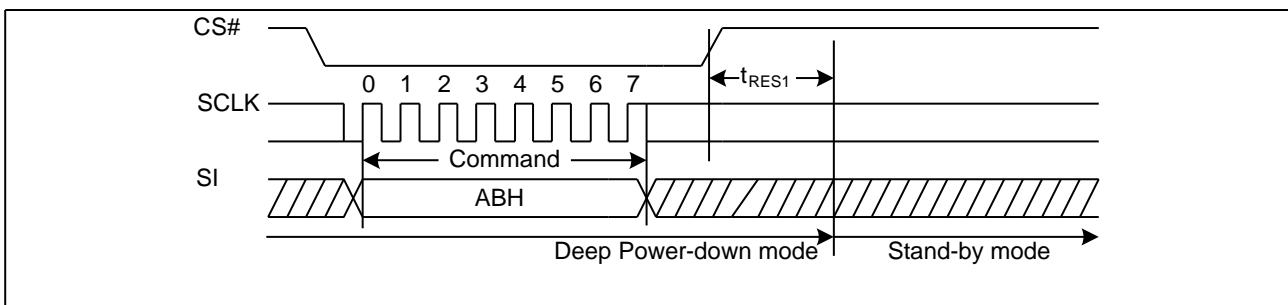 CS#
tRES1
0 1 2 3 4 5 6 7
SCLK
Command
SI
ABH
Deep Power-down mode Stand-by mode